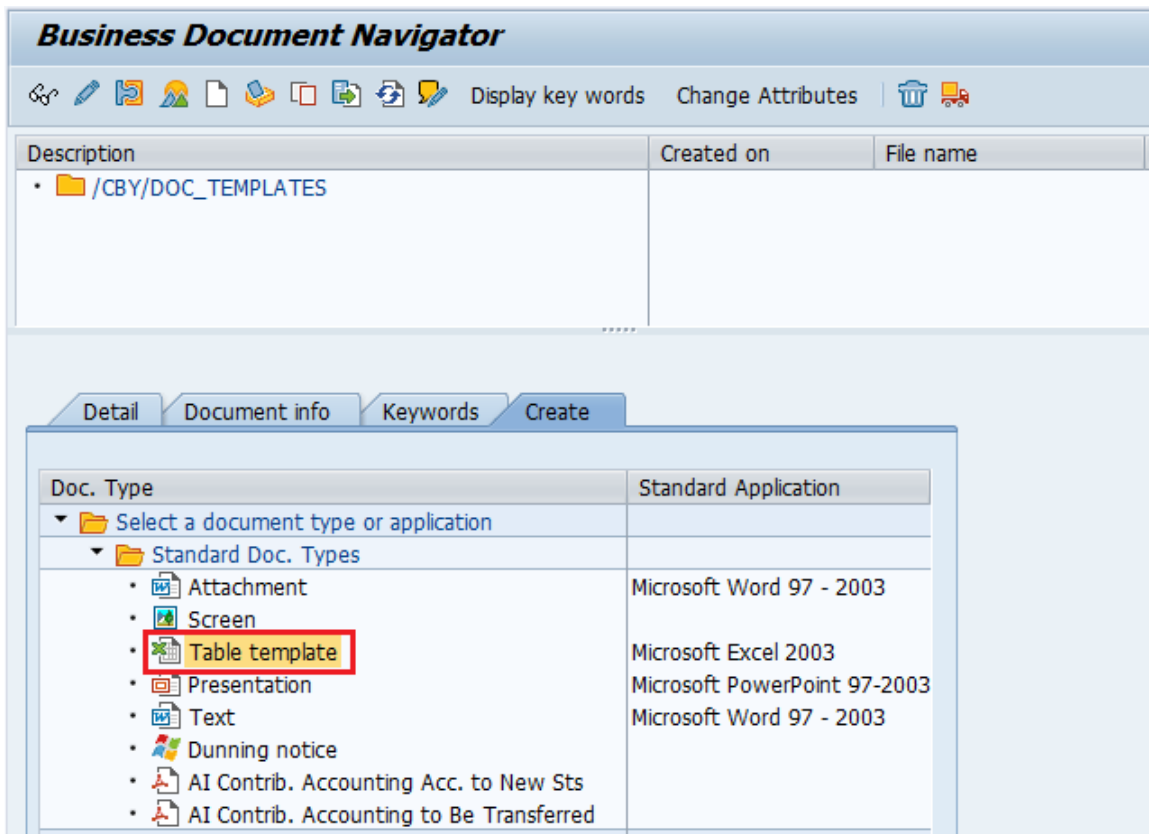 Business Document Navigator
Display key words Change Attributes
Description Created on File name
/CBY/DOC_TEMPLATES
Detail Document info Keywords Create
Doc. Type Standard Application
Select a document type or application
Standard Doc. Types
Attachment Microsoft Word 97 - 2003
Screen
Table template Microsoft Excel 2003
Presentation Microsoft PowerPoint 97-2003
Text Microsoft Word 97 - 2003
Dunning notice
AI Contrib. Accounting Acc. to New Sts
AI Contrib. Accounting to Be Transferred